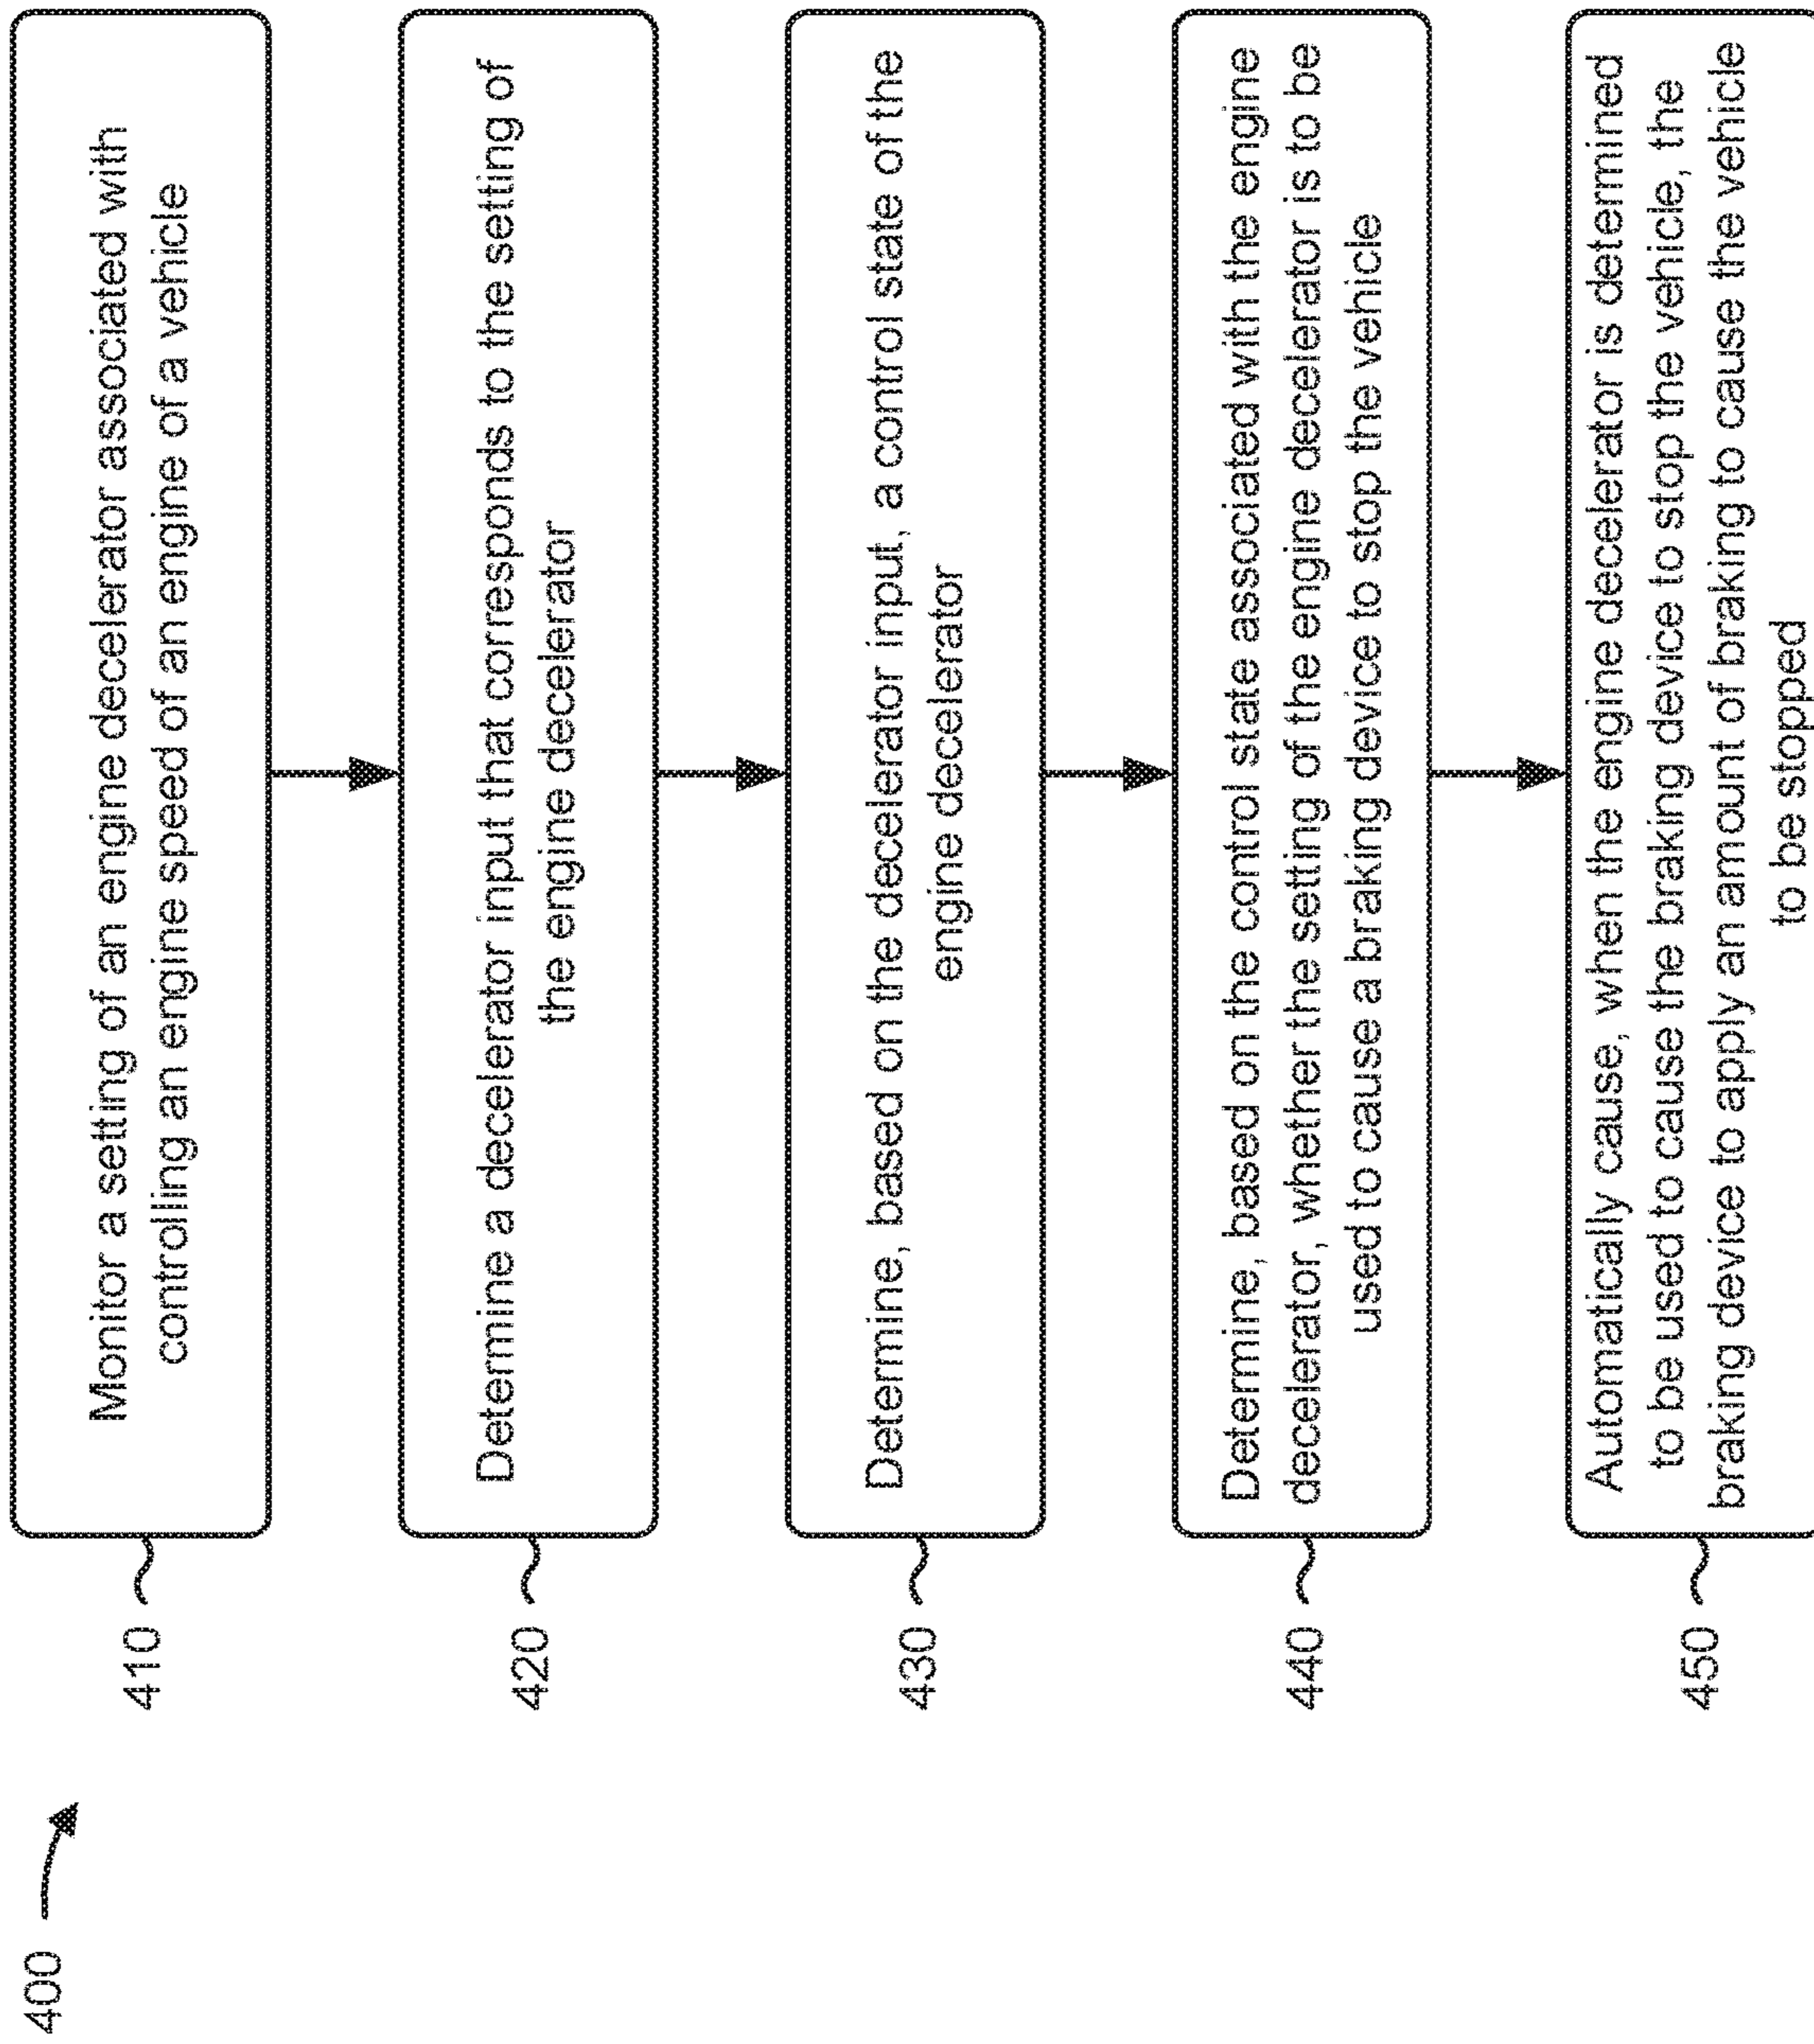 400
410
Monitor a setting of an engine decelerator associated with
controlling an engine speed of an engine of a vehicle
420
Determine a decelerator input that corresponds to the setting of
the engine decelerator
430
Determine, based on the decelerator input, a control state of the
engine decelerator
440
Determine, based on the control state associated with the engine
decelerator, whether the setting of the engine decelerator is to be
used to cause a braking device to stop the vehicle
450
Automatically cause, when the engine decelerator is determined
to be used to cause the braking device to stop the vehicle, the
braking device to apply an amount of braking to cause the vehicle
to be stopped